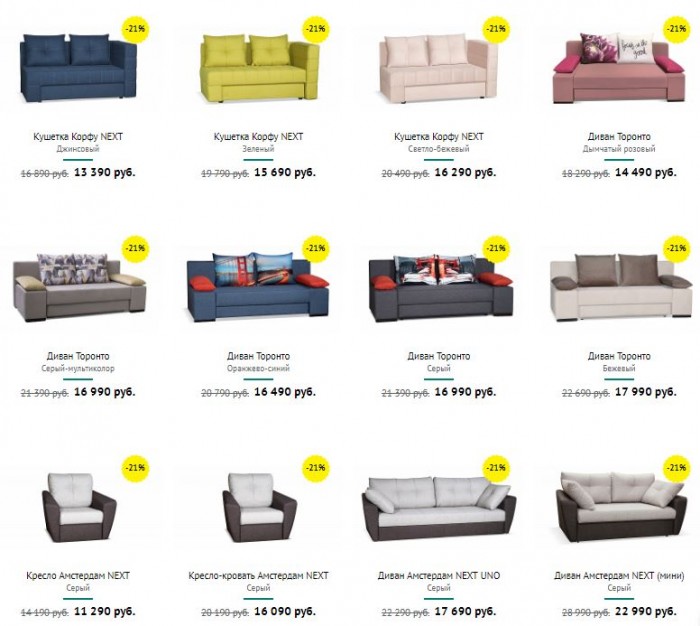 -21% -21% -21% -21%
Кушетка Корфу NEXT Кушетка Корфу NEXT Кушетка Корфу NEXT Диван Торонто
Джинсовый Зеленый Светло-бежевый Дымчатый розовый
16 890 руб. 13 390 руб. 19 790 руб. 15 690 руб. 20 490 руб. 16 290 руб. 18 290 руб. 14 490 руб.
-21% -21% -21% -21%
Диван Торонто Диван Торонто Диван Торонто Диван Торонто
Серый-мультиколор Оранжево-синий Серый Бежевый
21 390 руб. 16 990 руб. 20 790 руб. 16 490 руб. 21 390 руб. 16 990 руб. 22 690 руб. 17 990 руб.
-21% -21% -21% -21%
Кресло Амстердам NEXT Кресло-кровать Амстердам NEXT Диван Амстердам NEXT UNO Диван Амстердам NEXT (мини)
Серый Серый Серый Серый
14 190 руб. 11 290 руб. 20 190 руб. 16 090 руб. 22 290 руб. 17 690 руб. 28 990 руб. 22 990 руб.